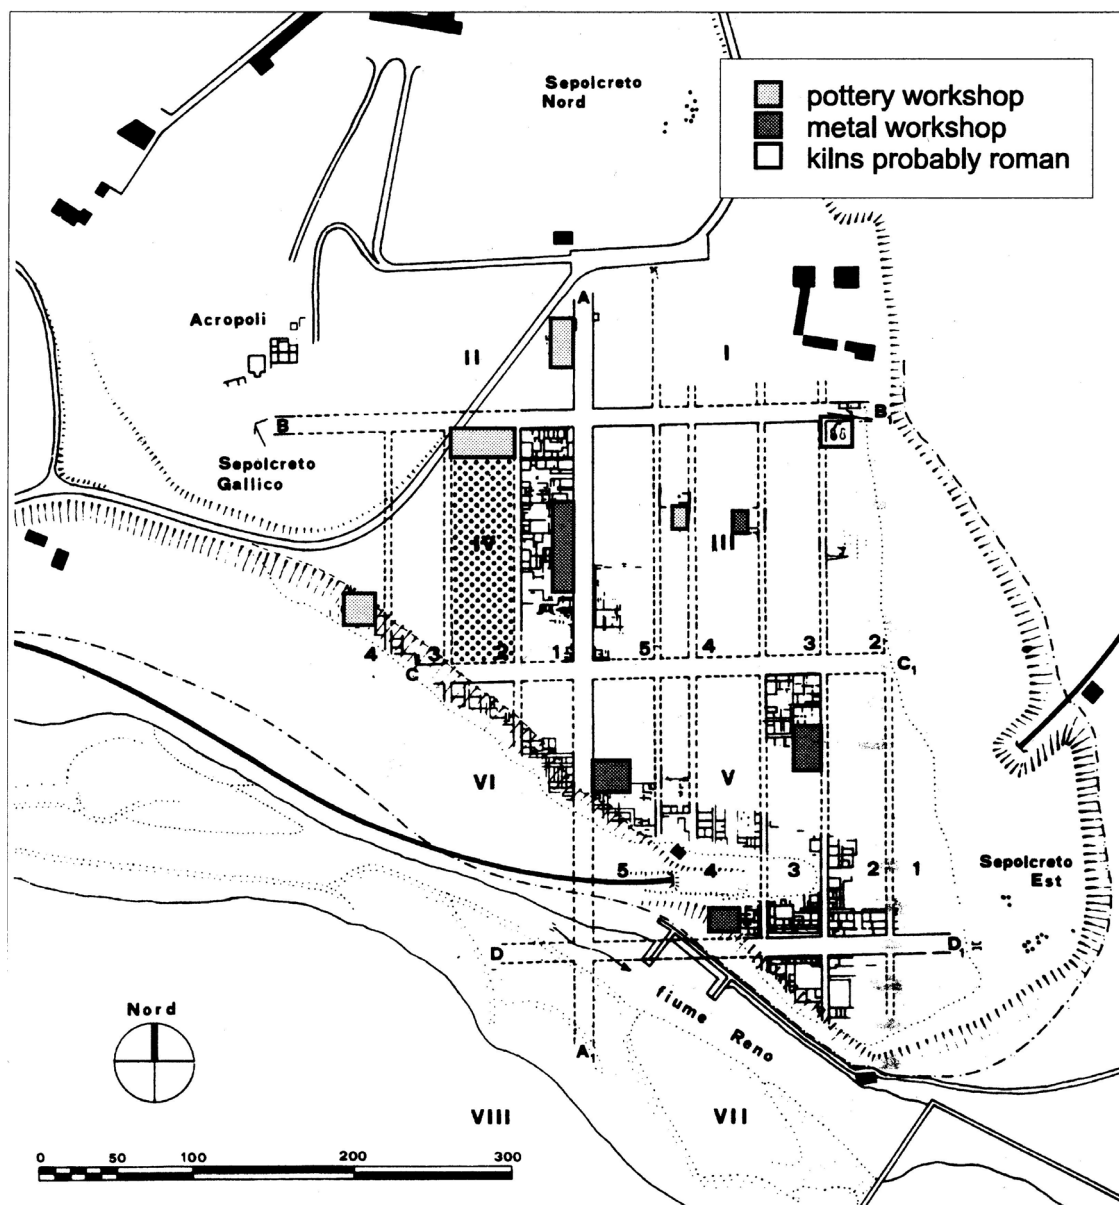 Sepolcreto
Nord
pottery workshop
metal workshop
kilns probably roman
A
Acropoli
II
I
B
B
Sepolcreto
Gallico
IV
III
4
3
2
1
5
4
3
2
C
C1
VI
V
5
4
3
2
1
Sepolcreto
Est
D
D1
Nord
fiume Reno
A
VIII
VII
0
50
100
200
300